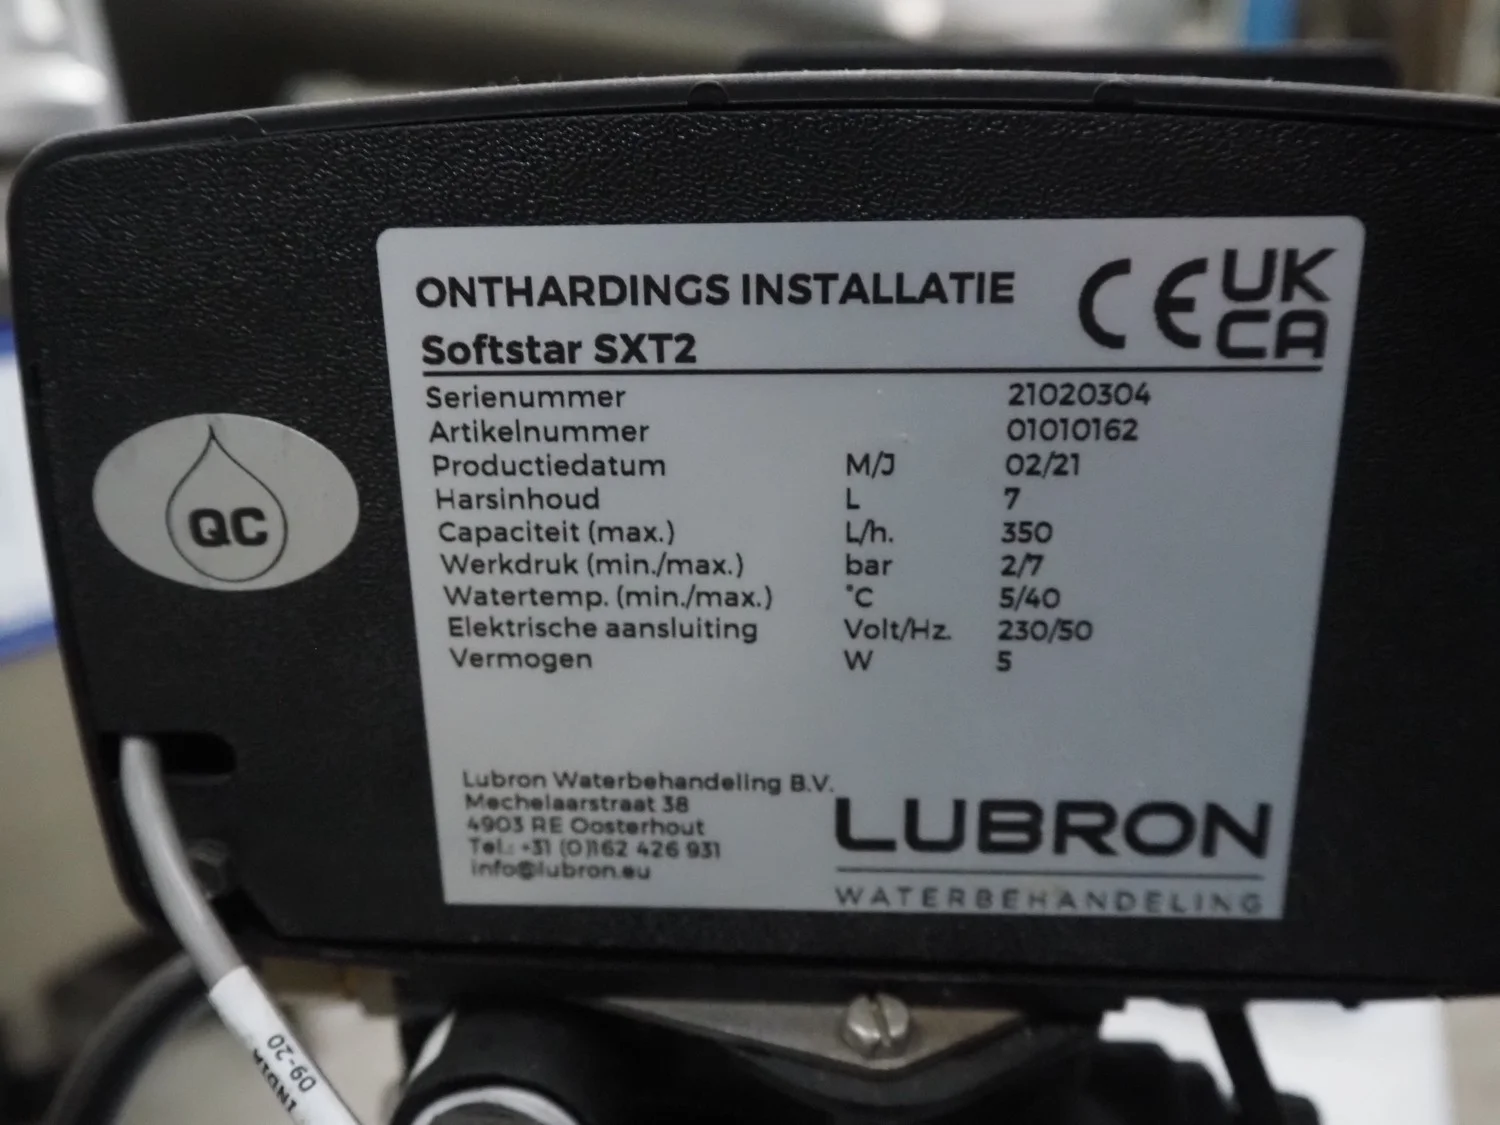 ONTHARDINGS INSTALLATIE
CE UK CA
Softstar SXT2
Serienummer 21020304
Artikelnummer 01010162
Productiedatum M/J 02/21
Harsinhoud L 7
Capaciteit (max.) L/h. 350
Werkdruk (min./max.) bar 2/7
Watertemp. (min./max.) °C 5/40
Elektrische aansluiting Volt/Hz. 230/50
Vermogen W 5
QC
Lubron Waterbehandeling B.V.
Mechelaarstraat 38
4903 RE Oosterhout
Tel.: +31 (0)162 426 931
info@lubron.eu
LUBRON
WATERBEHANDELING
09-20